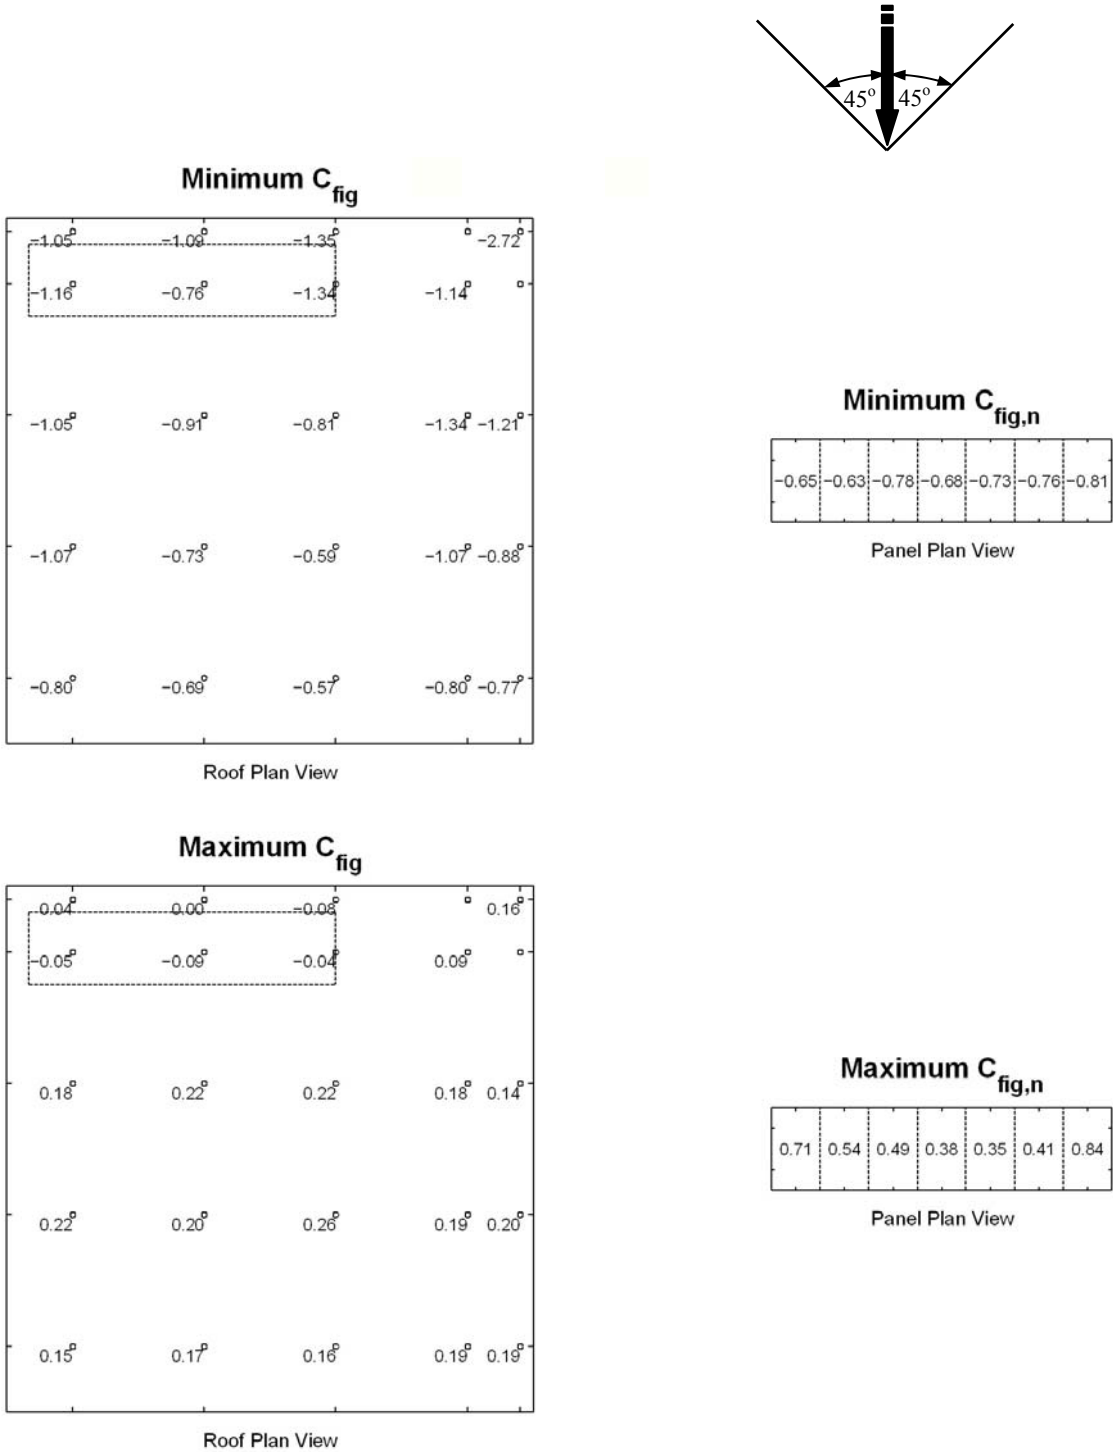 45° 45°
Minimum Cfig
−1.05 −1.09 −1.35 −2.72
−1.16 −0.76 −1.34 −1.14
−1.05 −0.91 −0.81 −1.34 −1.21
−1.07 −0.73 −0.59 −1.07 −0.88
−0.80 −0.69 −0.57 −0.80 −0.77
Roof Plan View
Minimum Cfig,n
−0.65 −0.63 −0.78 −0.68 −0.73 −0.76 −0.81
Panel Plan View
Maximum Cfig
0.04 0.00 −0.08 0.16
−0.05 −0.09 −0.04 0.09
0.18 0.22 0.22 0.18 0.14
0.22 0.20 0.26 0.19 0.20
0.15 0.17 0.16 0.19 0.19
Roof Plan View
Maximum Cfig,n
0.71 0.54 0.49 0.38 0.35 0.41 0.84
Panel Plan View